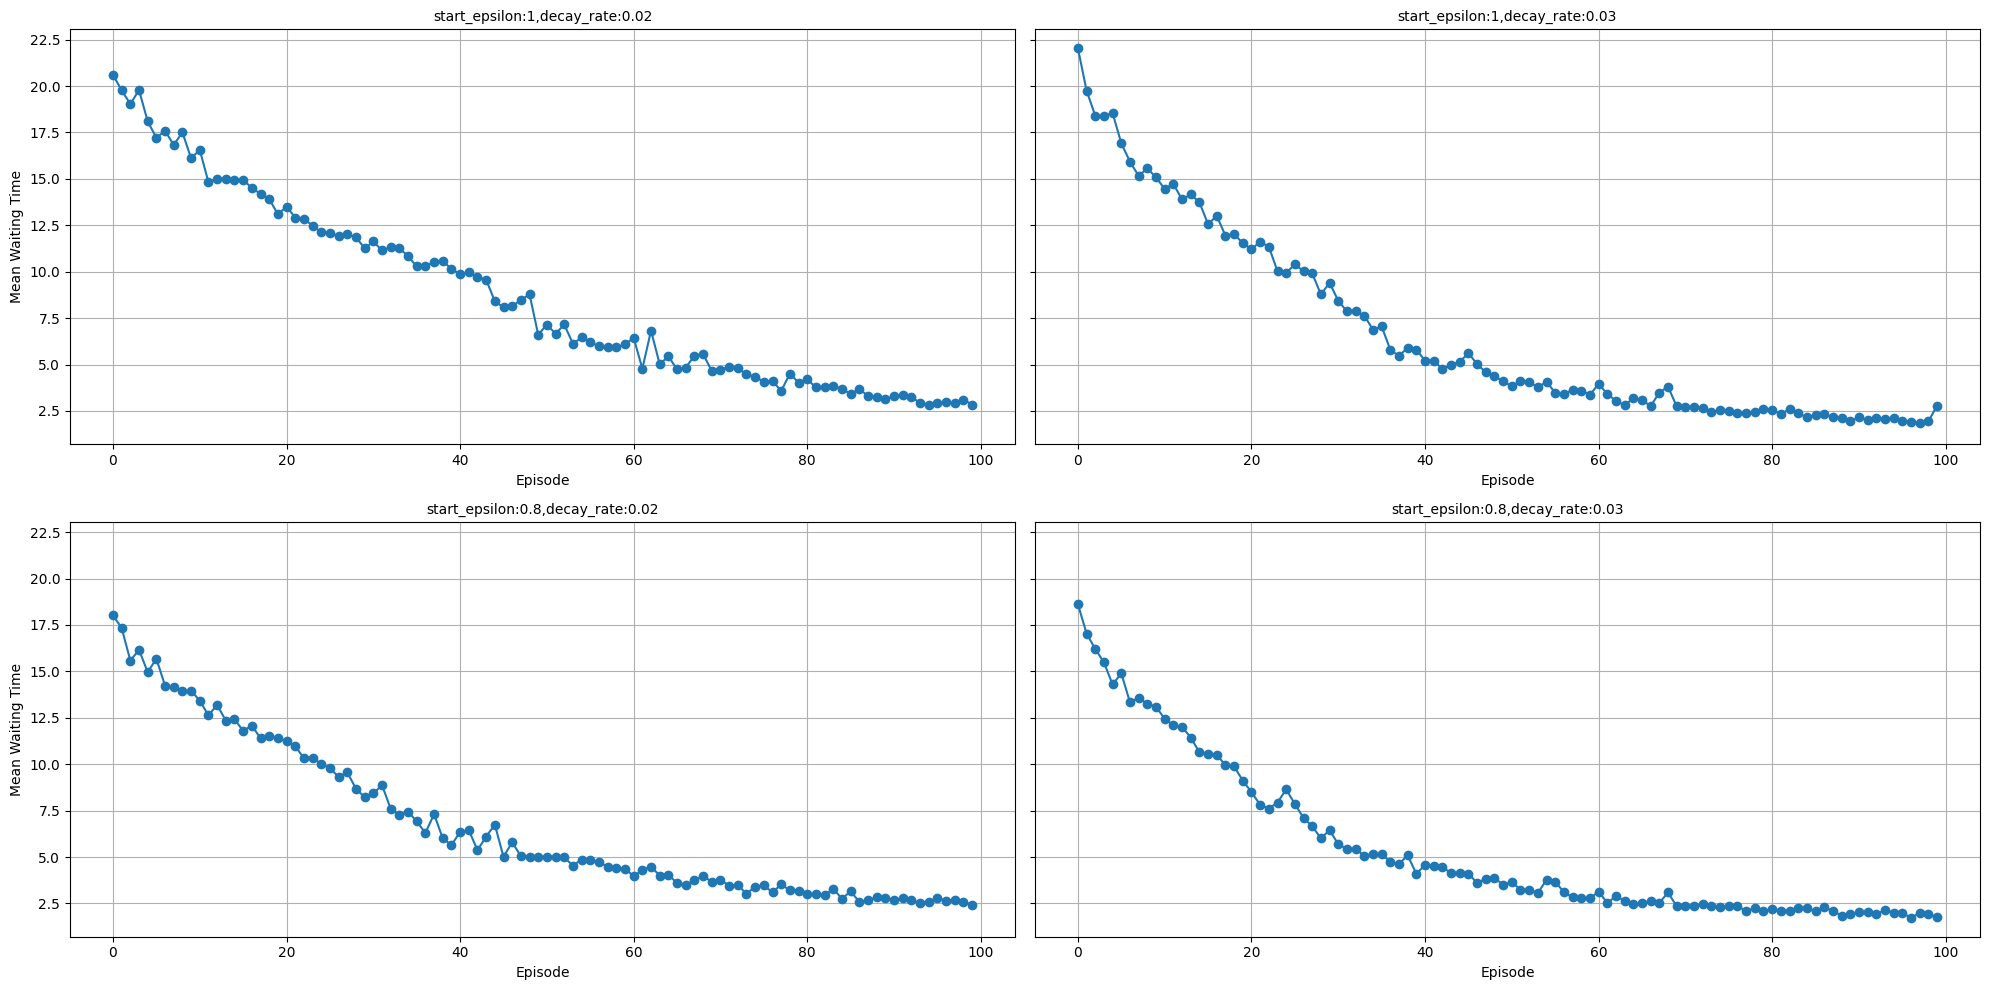 start_epsilon:1,decay_rate:0.02
start_epsilon:1,decay_rate:0.03
22.5
20.0
17.5
15.0
12.5
10.0
7.5
5.0
2.5
Mean Waiting Time
0 20 40 60 80 100
0 20 40 60 80 100
Episode
Episode
start_epsilon:0.8,decay_rate:0.02
start_epsilon:0.8,decay_rate:0.03
22.5
20.0
17.5
15.0
12.5
10.0
7.5
5.0
2.5
Mean Waiting Time
0 20 40 60 80 100
0 20 40 60 80 100
Episode
Episode